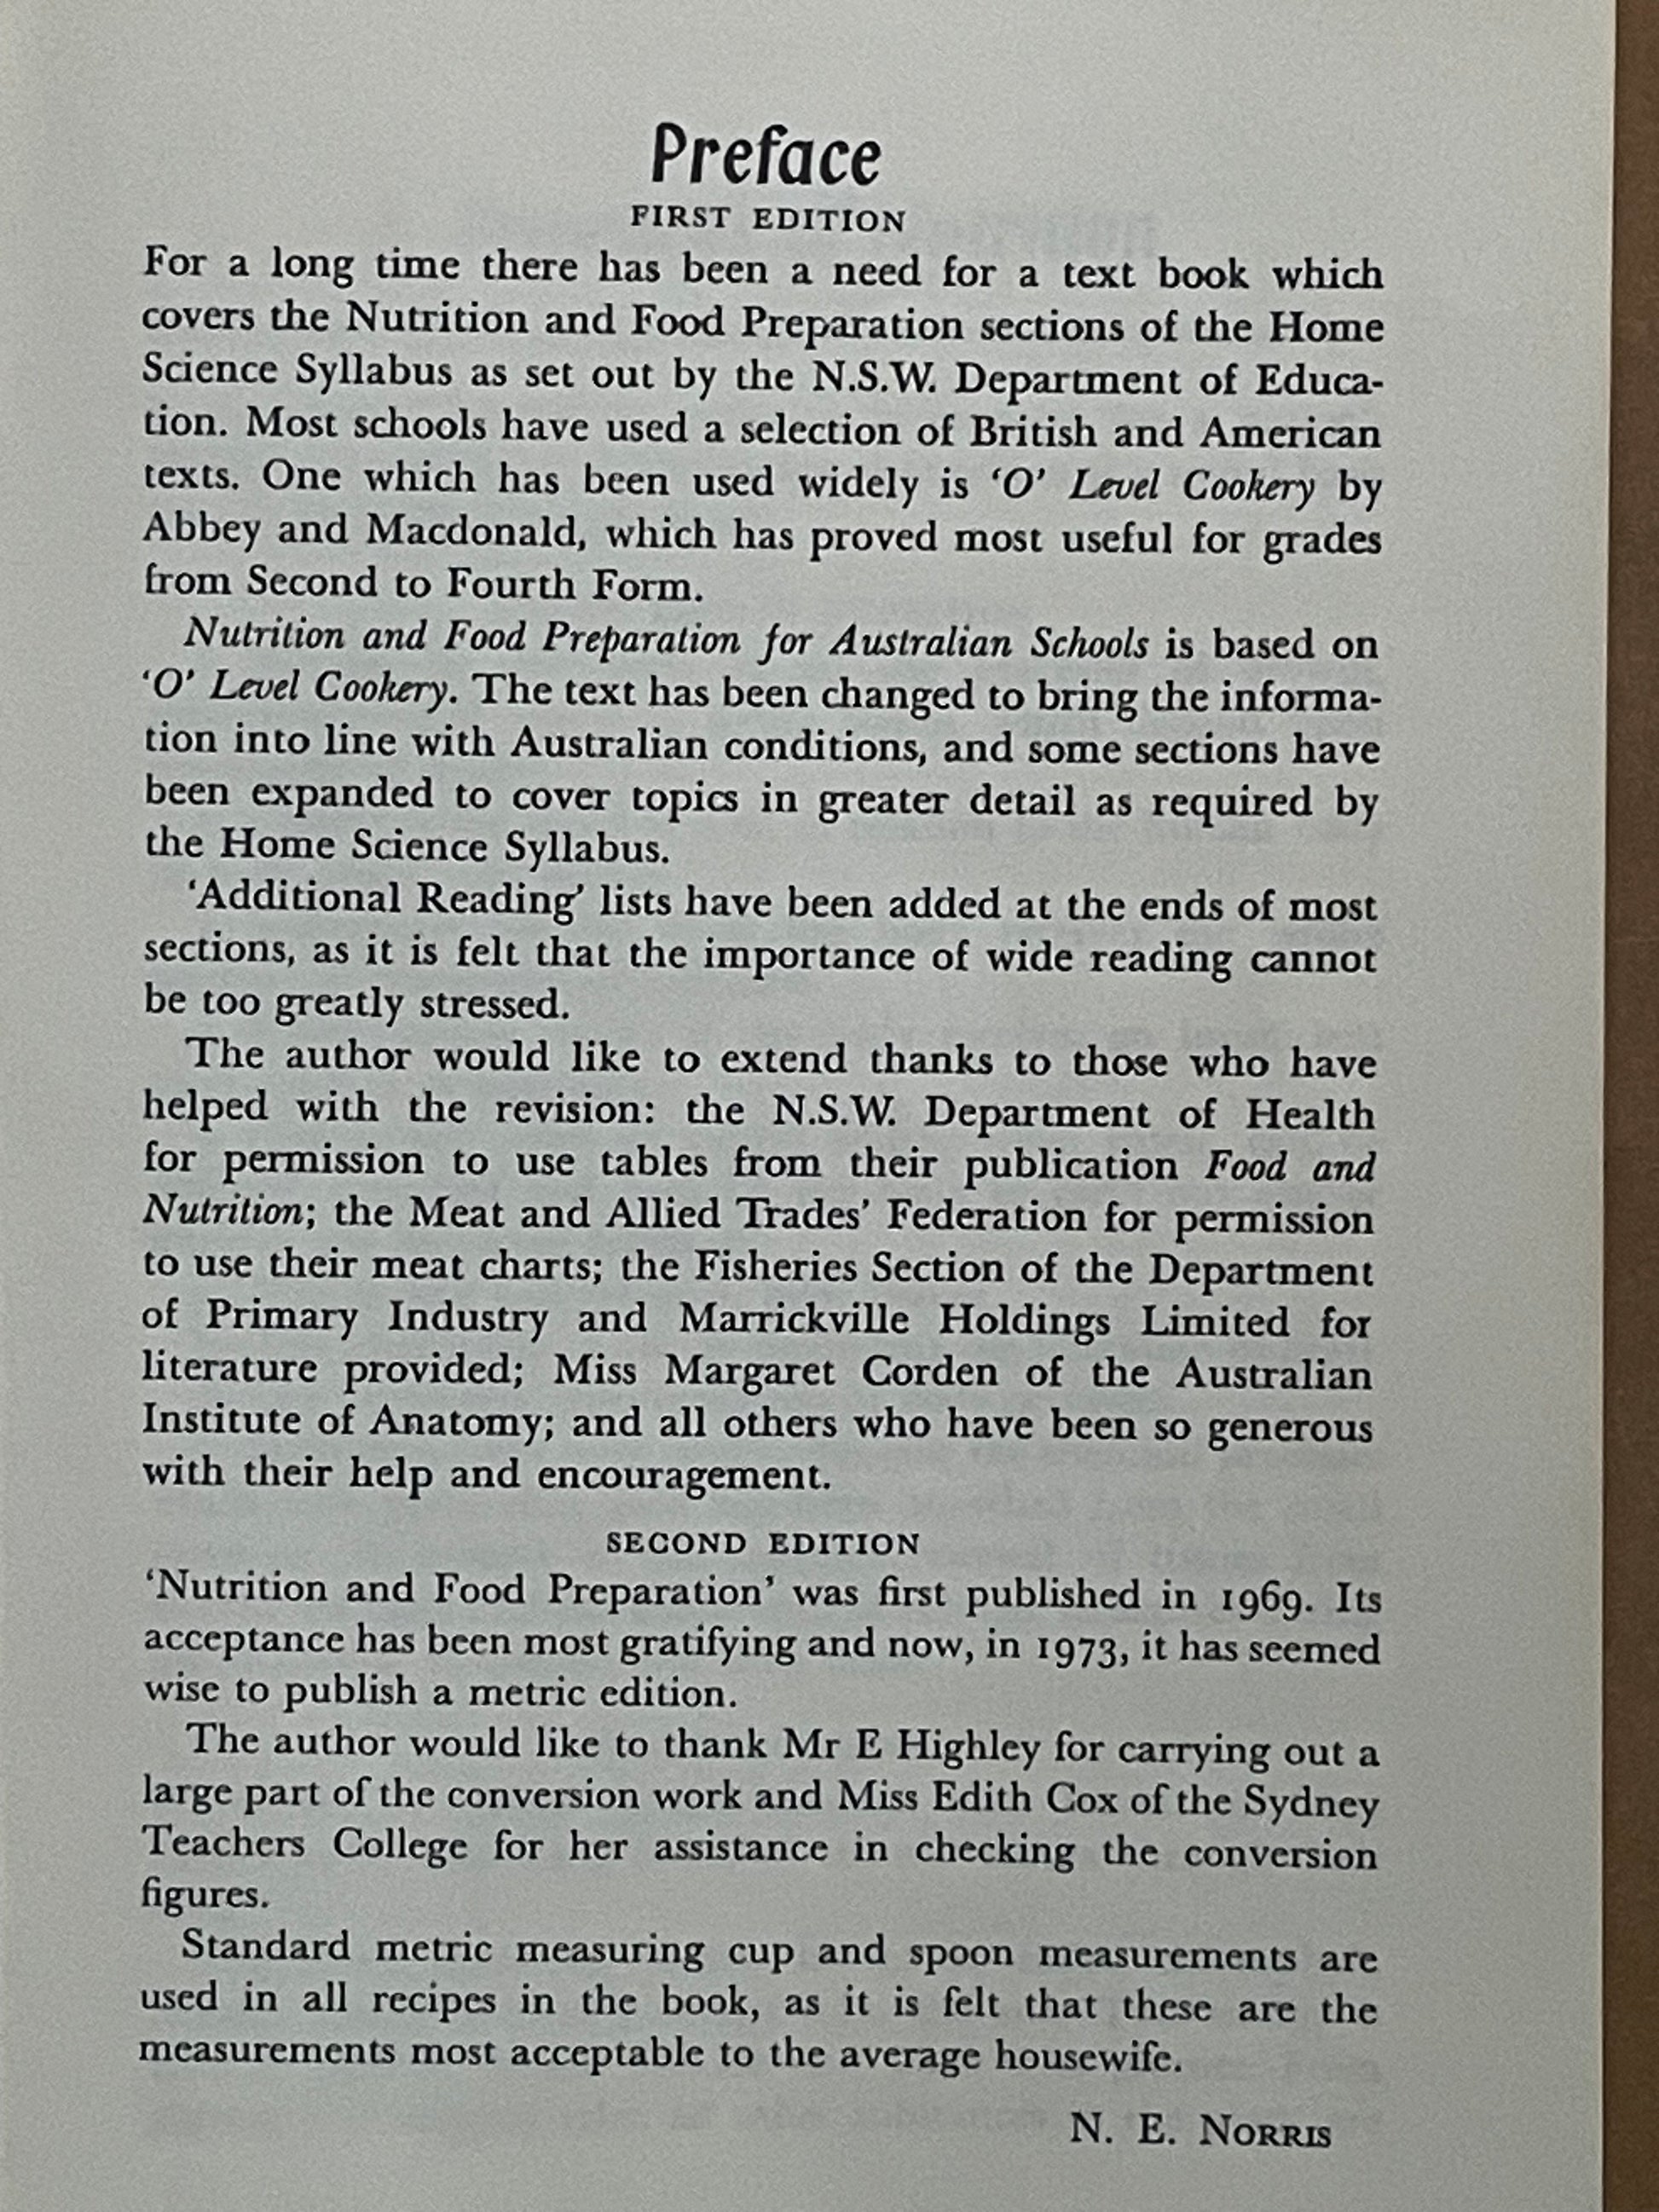 Preface
FIRST EDITION
For a long time there has been a need for a text book which
covers the Nutrition and Food Preparation sections of the Home
Science Syllabus as set out by the N.S.W. Department of Educa-
tion. Most schools have used a selection of British and American
texts. One which has been used widely is ‘O’ Level Cookery by
Abbey and Macdonald, which has proved most useful for grades
from Second to Fourth Form.
Nutrition and Food Preparation for Australian Schools is based on
‘O’ Level Cookery. The text has been changed to bring the informa-
tion into line with Australian conditions, and some sections have
been expanded to cover topics in greater detail as required by
the Home Science Syllabus.
‘Additional Reading’ lists have been added at the ends of most
sections, as it is felt that the importance of wide reading cannot
be too greatly stressed.
The author would like to extend thanks to those who have
helped with the revision: the N.S.W. Department of Health
for permission to use tables from their publication Food and
Nutrition; the Meat and Allied Trades’ Federation for permission
to use their meat charts; the Fisheries Section of the Department
of Primary Industry and Marrickville Holdings Limited for
literature provided; Miss Margaret Corden of the Australian
Institute of Anatomy; and all others who have been so generous
with their help and encouragement.
SECOND EDITION
‘Nutrition and Food Preparation’ was first published in 1969. Its
acceptance has been most gratifying and now, in 1973, it has seemed
wise to publish a metric edition.
The author would like to thank Mr E Highley for carrying out a
large part of the conversion work and Miss Edith Cox of the Sydney
Teachers College for her assistance in checking the conversion
figures.
Standard metric measuring cup and spoon measurements are
used in all recipes in the book, as it is felt that these are the
measurements most acceptable to the average housewife.
N. E. NORRIS